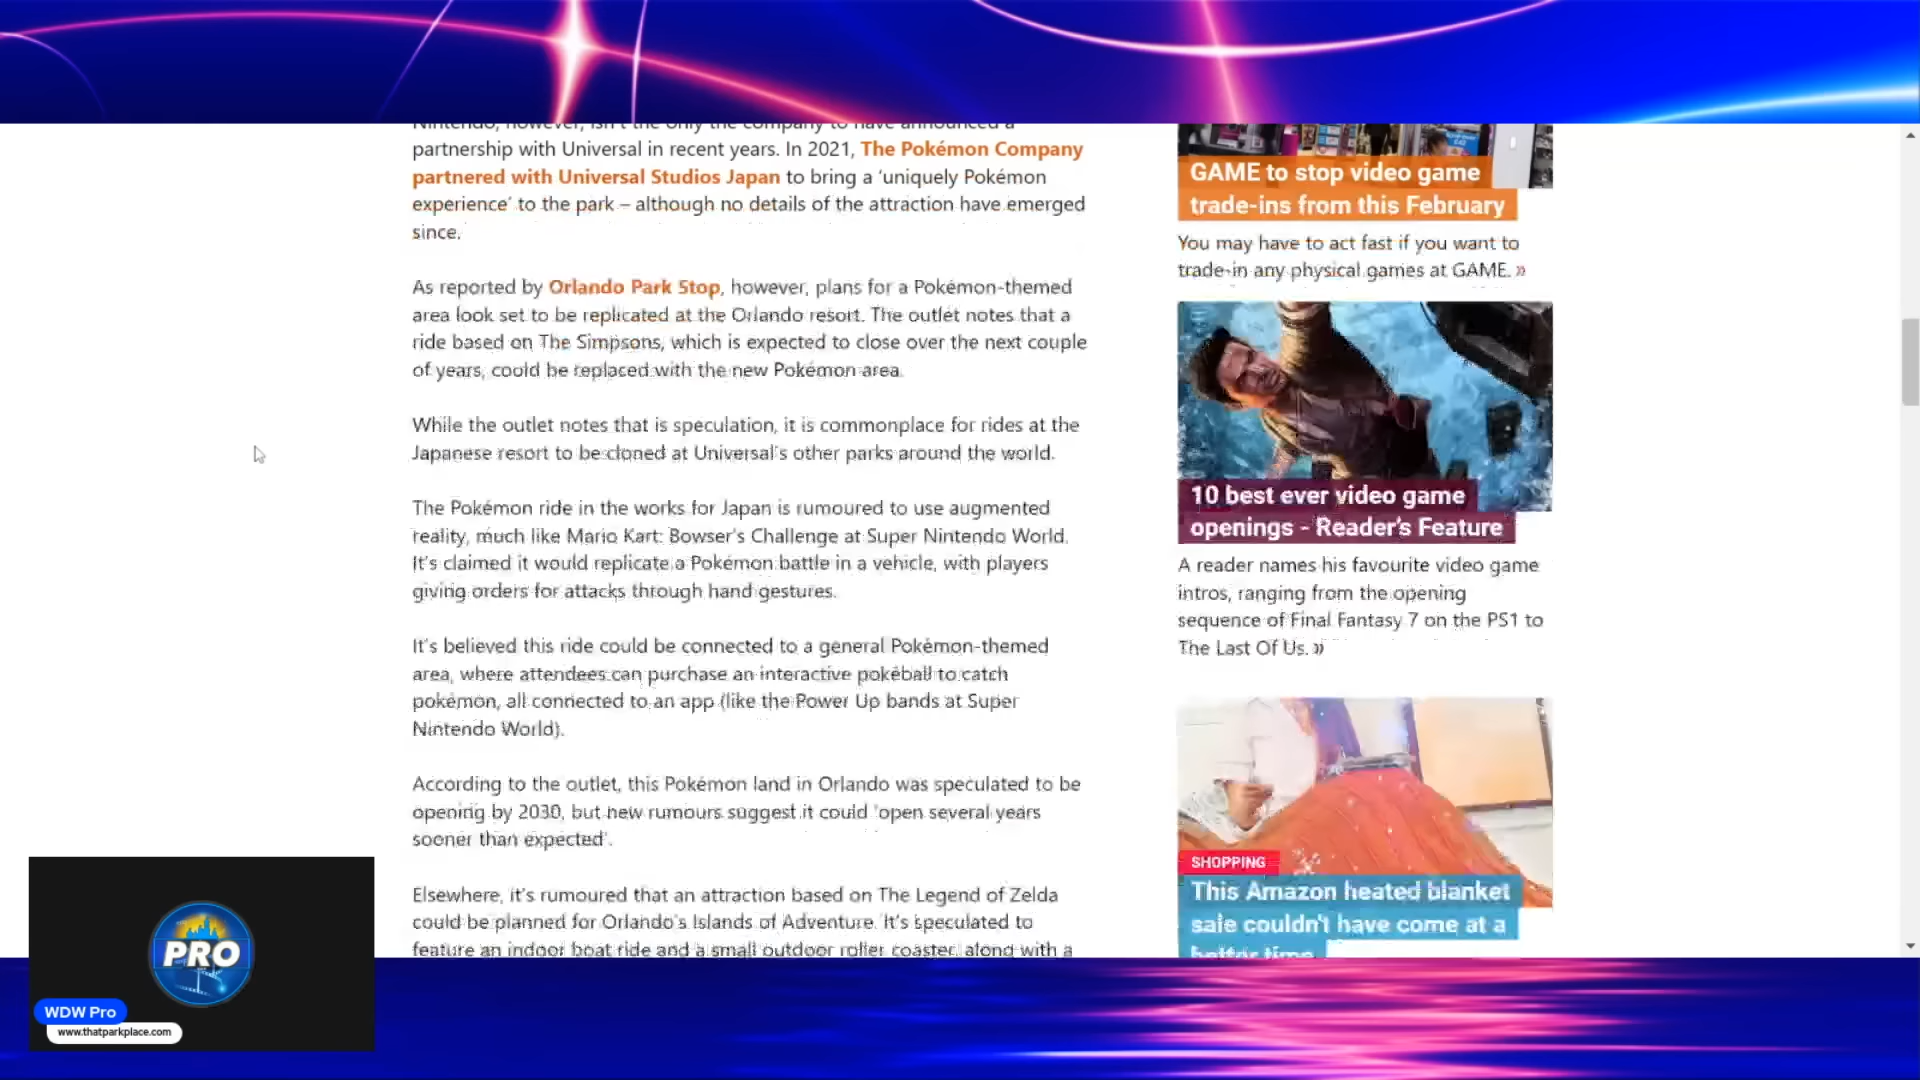 Nintendo, however, isn't the only the company to have announced a
partnership with Universal in recent years. In 2021, The Pokémon Company
partnered with Universal Studios Japan to bring a 'uniquely Pokémon
experience' to the park – although no details of the attraction have emerged
since.
As reported by Orlando Park Stop, however, plans for a Pokémon-themed
area look set to be replicated at the Orlando resort. The outlet notes that a
ride based on The Simpsons, which is expected to close over the next couple
of years, could be replaced with the new Pokémon area.
While the outlet notes that is speculation, it is commonplace for rides at the
Japanese resort to be cloned at Universal's other parks around the world.
The Pokémon ride in the works for Japan is rumoured to use augmented
reality, much like Mario Kart: Bowser's Challenge at Super Nintendo World.
It's claimed it would replicate a Pokémon battle in a vehicle, with players
giving orders for attacks through hand gestures.
It's believed this ride could be connected to a general Pokémon-themed
area, where attendees can purchase an interactive pokéball to catch
pokémon, all connected to an app (like the Power Up bands at Super
Nintendo World).
According to the outlet, this Pokémon land in Orlando was speculated to be
opening by 2030, but new rumours suggest it could 'open several years
sooner than expected'.
Elsewhere, it's rumoured that an attraction based on The Legend of Zelda
could be planned for Orlando's Islands of Adventure. It's speculated to
feature an indoor boat ride and a small outdoor roller coaster, along with a
GAME to stop video game
trade-ins from this February
You may have to act fast if you want to
trade-in any physical games at GAME. »
10 best ever video game
openings - Reader's Feature
A reader names his favourite video game
intros, ranging from the opening
sequence of Final Fantasy 7 on the PS1 to
The Last Of Us. »
SHOPPING
This Amazon heated blanket
sale couldn't have come at a
better time
PRO
WDW Pro
www.thatparkplace.com